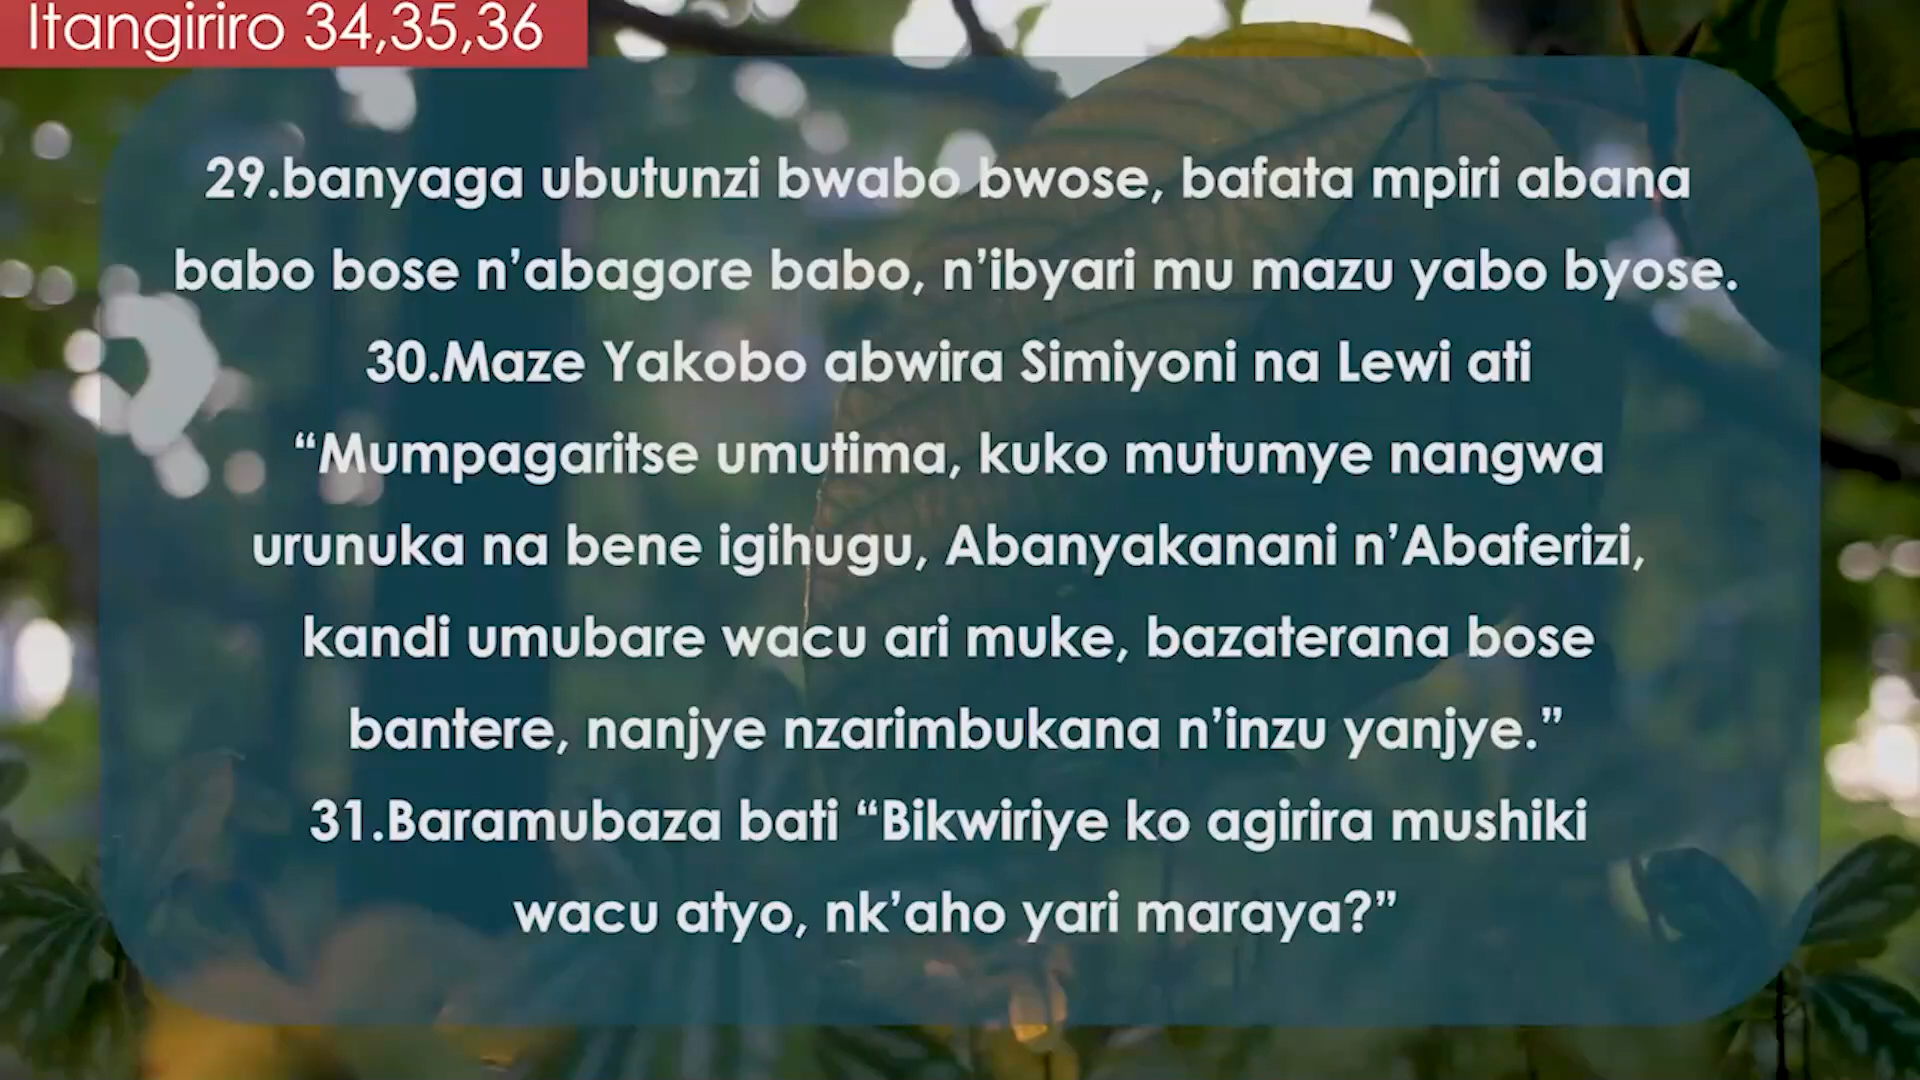 Itangiriro 34,35,36
29.banyaga ubutunzi bwabo bwose, bafata mpiri abana
babo bose n’abagore babo, n’ibyari mu mazu yabo byose.
30.Maze Yakobo abwira Simiyoni na Lewi ati
“Mumpagaritse umutima, kuko mutumye nangwa
urunuka na bene igihugu, Abanyakanani n’Abaferizi,
kandi umubare wacu ari muke, bazaterana bose
bantere, nanjye nzarimbukana n’inzu yanjye.”
31.Baramubaza bati “Bikwiriye ko agirira mushiki
wacu atyo, nk’aho yari maraya?”